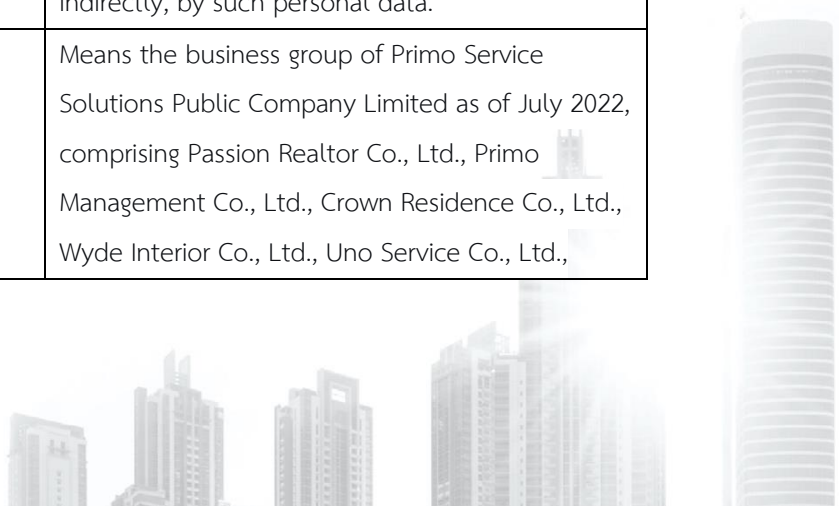 indirectly, by such personal data.
Means the business group of Primo Service
Solutions Public Company Limited as of July 2022,
comprising Passion Realtor Co., Ltd., Primo
Management Co., Ltd., Crown Residence Co., Ltd.,
Wyde Interior Co., Ltd., Uno Service Co., Ltd.,